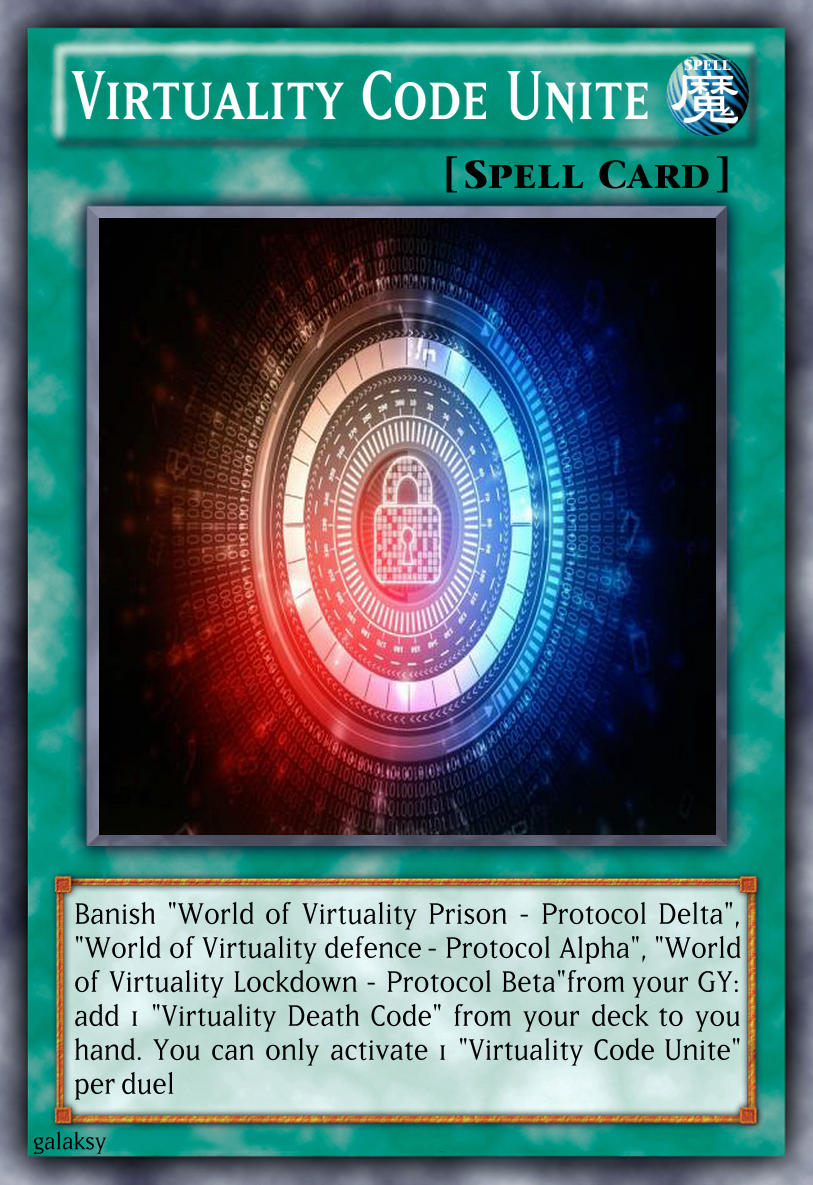 Virtuality Code Unite
SPELL
魔
[Spell Card]
Banish "World of Virtuality Prison - Protocol Delta",
"World of Virtuality defence - Protocol Alpha", "World
of Virtuality Lockdown - Protocol Beta"from your GY:
add 1 "Virtuality Death Code" from your deck to you
hand. You can only activate 1 "Virtuality Code Unite"
per duel
galaksy